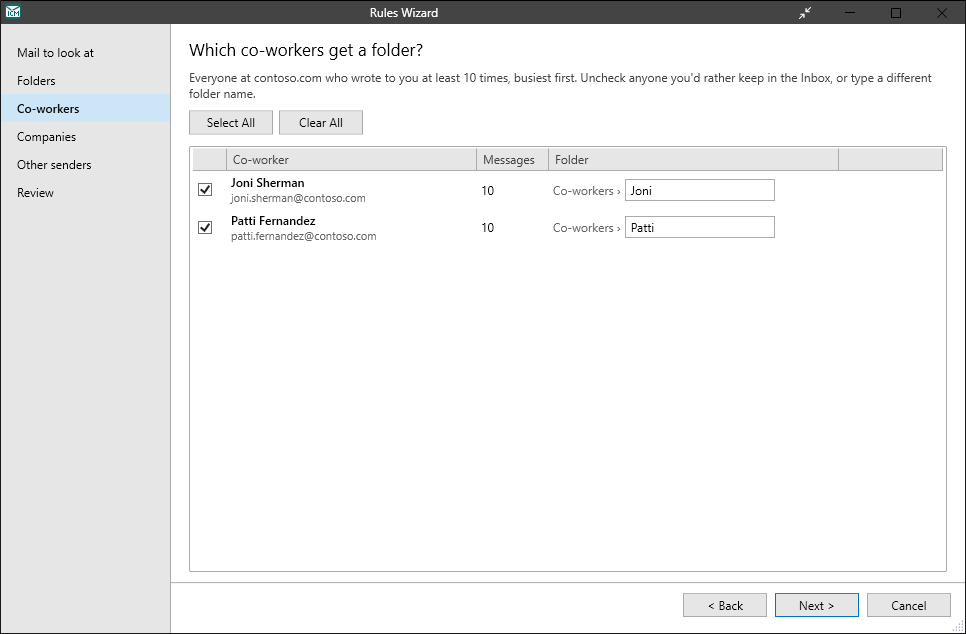 ICM
Rules Wizard
Mail to look at
Folders
Co-workers
Companies
Other senders
Review
Which co-workers get a folder?
Everyone at contoso.com who wrote to you at least 10 times, busiest first. Uncheck anyone you'd rather keep in the Inbox, or type a different
folder name.
Select All
Clear All
Co-worker Messages Folder
Joni Sherman
joni.sherman@contoso.com
10
Co-workers › Joni
Patti Fernandez
patti.fernandez@contoso.com
10
Co-workers › Patti
< Back
Next >
Cancel